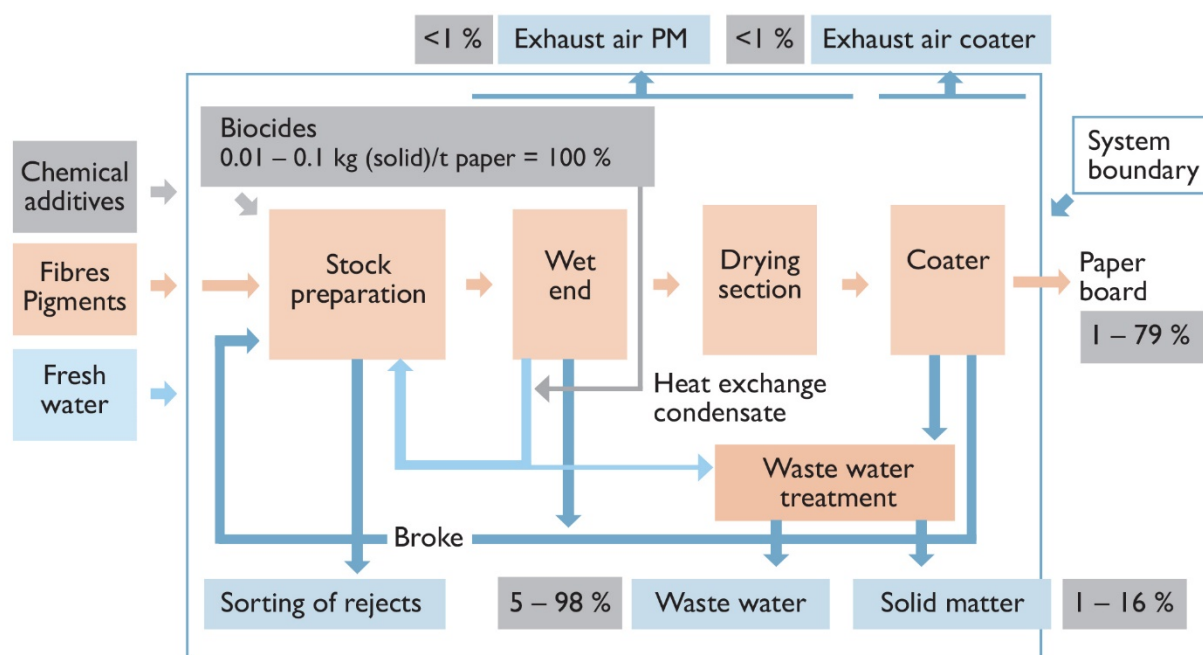 <1 %
Exhaust air PM
<1 %
Exhaust air coater
Biocides
0.01 – 0.1 kg (solid)/t paper = 100 %
System
boundary
Chemical
additives
Fibres
Pigments
Fresh
water
Stock
preparation
Wet
end
Drying
section
Coater
Paper
board
1 – 79 %
Heat exchange
condensate
Waste water
treatment
Broke
Sorting of rejects
5 – 98 %
Waste water
Solid matter
1 – 16 %